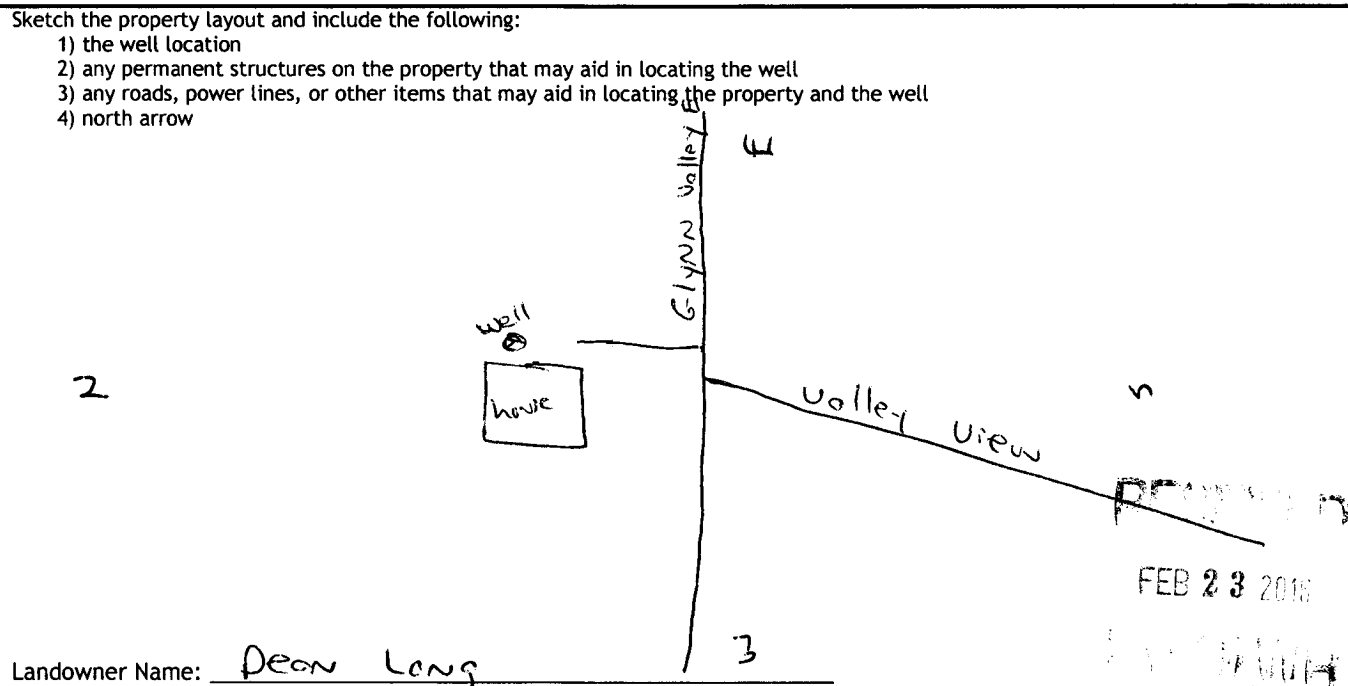 Sketch the property layout and include the following:
1) the well location
2) any permanent structures on the property that may aid in locating the well
3) any roads, power lines, or other items that may aid in locating the property and the well
4) north arrow
E
Glynn Valley
well
N
house
Valley View
S
FEB 23
W
Landowner Name: Dean Long